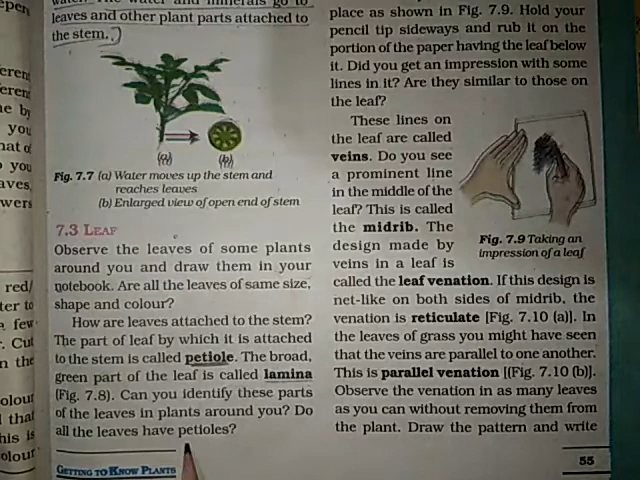 water. The water and minerals go to
leaves and other plant parts attached to
the stem.
(a)
(b)
Fig. 7.7 (a) Water moves up the stem and
reaches leaves
(b) Enlarged view of open end of stem
7.3 LEAF
Observe the leaves of some plants
around you and draw them in your
notebook. Are all the leaves of same size,
shape and colour?
How are leaves attached to the stem?
The part of leaf by which it is attached
to the stem is called petiole. The broad,
green part of the leaf is called lamina
(Fig. 7.8). Can you identify these parts
of the leaves in plants around you? Do
all the leaves have petioles?
GETTING TO KNOW PLANTS
place as shown in Fig. 7.9. Hold your
pencil tip sideways and rub it on the
portion of the paper having the leaf below
it. Did you get an impression with some
lines in it? Are they similar to those on
the leaf?
These lines on
the leaf are called
veins. Do you see
a prominent line
in the middle of the
leaf? This is called
the midrib. The
design made by
veins in a leaf is
Fig. 7.9 Taking an
impression of a leaf
called the leaf venation. If this design is
net-like on both sides of midrib, the
venation is reticulate [Fig. 7.10 (a)]. In
the leaves of grass you might have seen
that the veins are parallel to one another.
This is parallel venation [(Fig. 7.10 (b)].
Observe the venation in as many leaves
as you can without removing them from
the plant. Draw the pattern and write
55